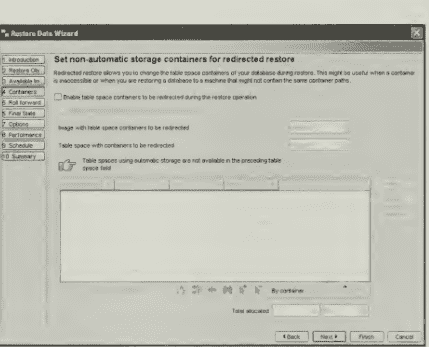 Restore Data Wizard
1 Introduction
2 Restore Obj
3 Available Im
4 Containers
5 Roll forward
6 Final State
7 Options
8 Performance
9 Schedule
10 Summary
Set non-automatic storage containers for redirected restore
Redirected restore allows you to change the table space containers of your database during restore. This might be useful when a container
is inaccessible or when you are restoring a database to a machine that might not contain the same container paths.
Enable table space containers to be redirected during the restore operation
Image with table space containers to be redirected
Table space with containers to be redirected
Table spaces using automatic storage are not available in the preceding table
space field
By container
Total allocated
Back Next Finish Cancel